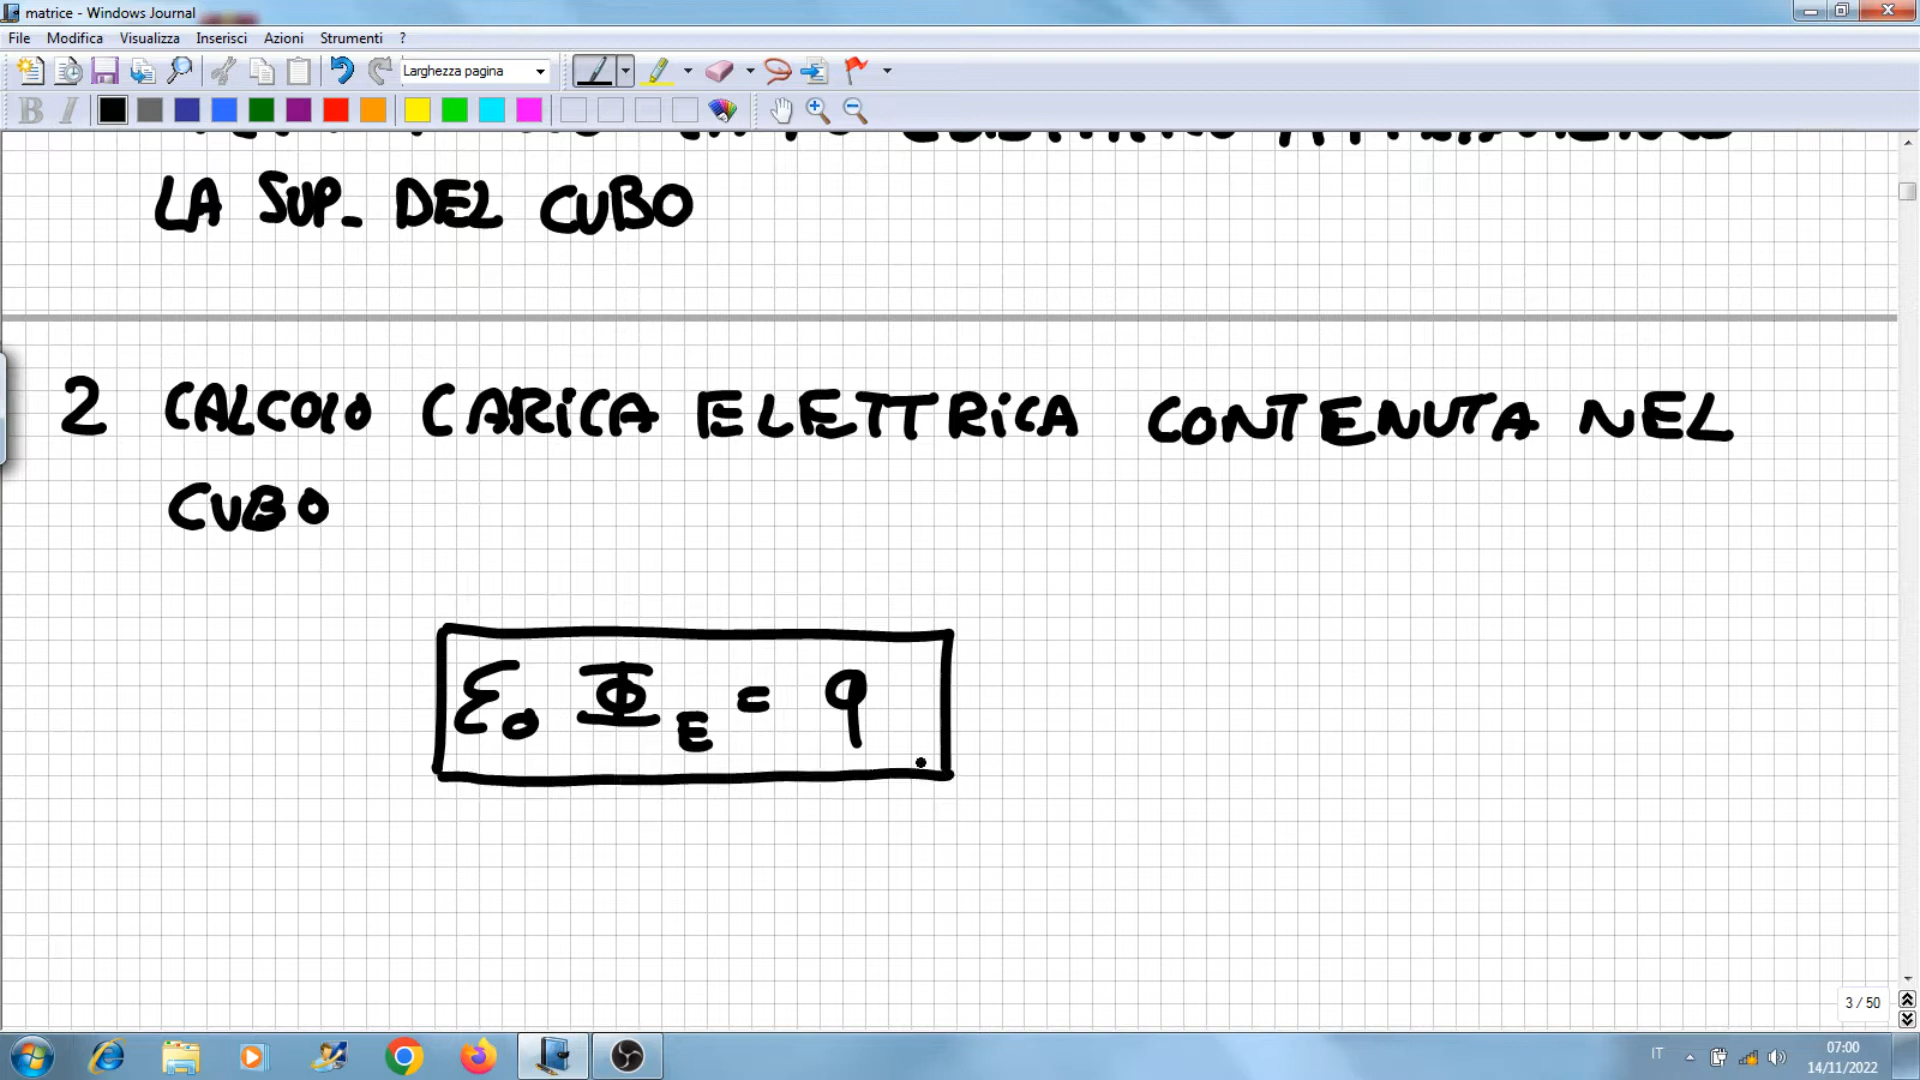 matrice - Windows Journal
File Modifica Visualizza Inserisci Azioni Strumenti ?
Larghezza pagina
B I
LA SUP. DEL CUBO
2 CALCOLO CARICA ELETTRICA CONTENUTA NEL
CUBO
ε₀ Φ_E = q
3 / 50
IT
07:00
14/11/2022